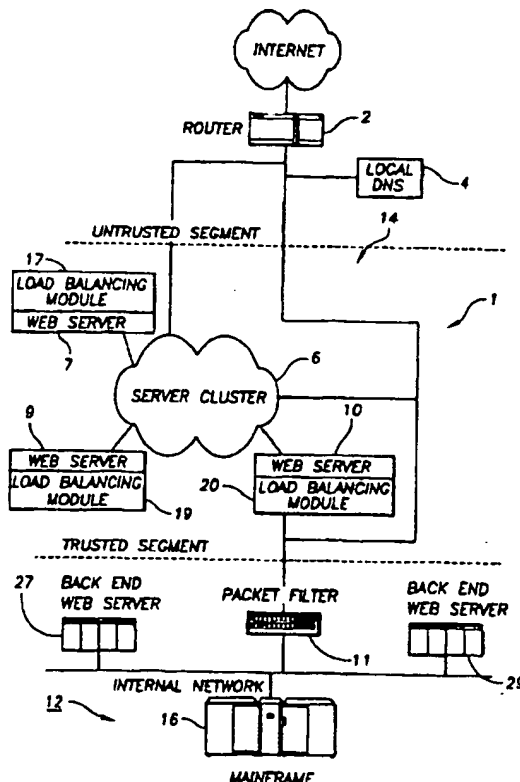 INTERNET
ROUTER
2
LOCAL
DNS
4
UNTRUSTED SEGMENT
14
17
LOAD BALANCING
MODULE
WEB SERVER
7
1
6
SERVER CLUSTER
9
10
WEB SERVER
LOAD BALANCING
MODULE
19
WEB SERVER
20
LOAD BALANCING
MODULE
TRUSTED SEGMENT
27
BACK END
WEB SERVER
PACKET FILTER
11
BACK END
WEB SERVER
29
INTERNAL NETWORK
12
16
MAINFRAME